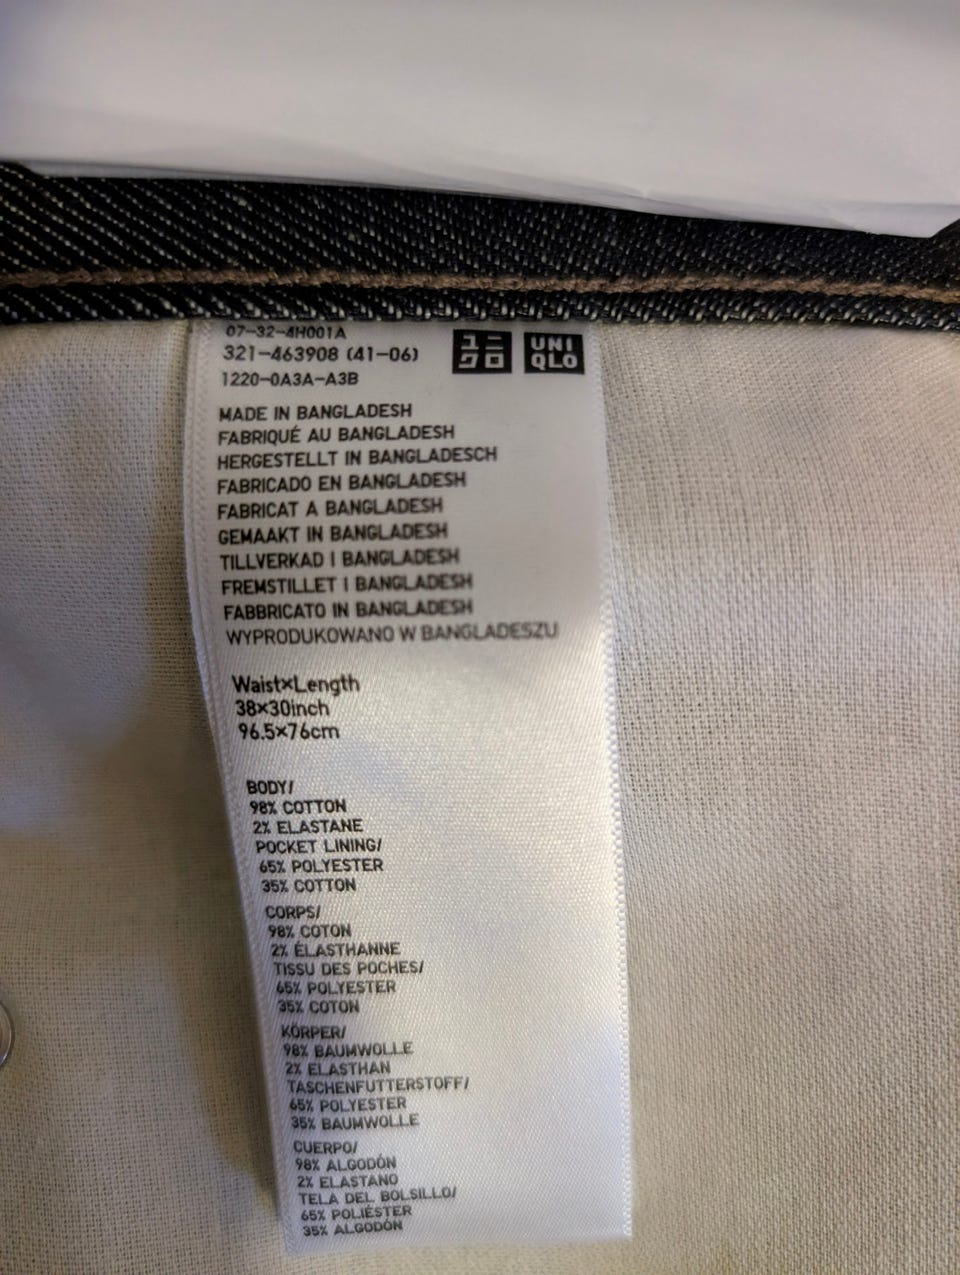 07-32-4H001A
321-463908 (41-06)
1220-0A3A-A3B
ユニ
クロ
UNI
QLO
MADE IN BANGLADESH
FABRIQUÉ AU BANGLADESH
HERGESTELLT IN BANGLADESCH
FABRICADO EN BANGLADESH
FABRICAT A BANGLADESH
GEMAAKT IN BANGLADESH
TILLVERKAD I BANGLADESH
FREMSTILLET I BANGLADESH
FABBRICATO IN BANGLADESH
WYPRODUKOWANO W BANGLADESZU
Waist×Length
38×30inch
96.5×76cm
BODY/
98% COTTON
2% ELASTANE
POCKET LINING/
65% POLYESTER
35% COTTON
CORPS/
98% COTON
2% ÉLASTHANNE
TISSU DES POCHES/
65% POLYESTER
35% COTON
KÖRPER/
98% BAUMWOLLE
2% ELASTHAN
TASCHENFUTTERSTOFF/
65% POLYESTER
35% BAUMWOLLE
CUERPO/
98% ALGODÓN
2% ELASTANO
TELA DEL BOLSILLO/
65% POLIÉSTER
35% ALGODÓN